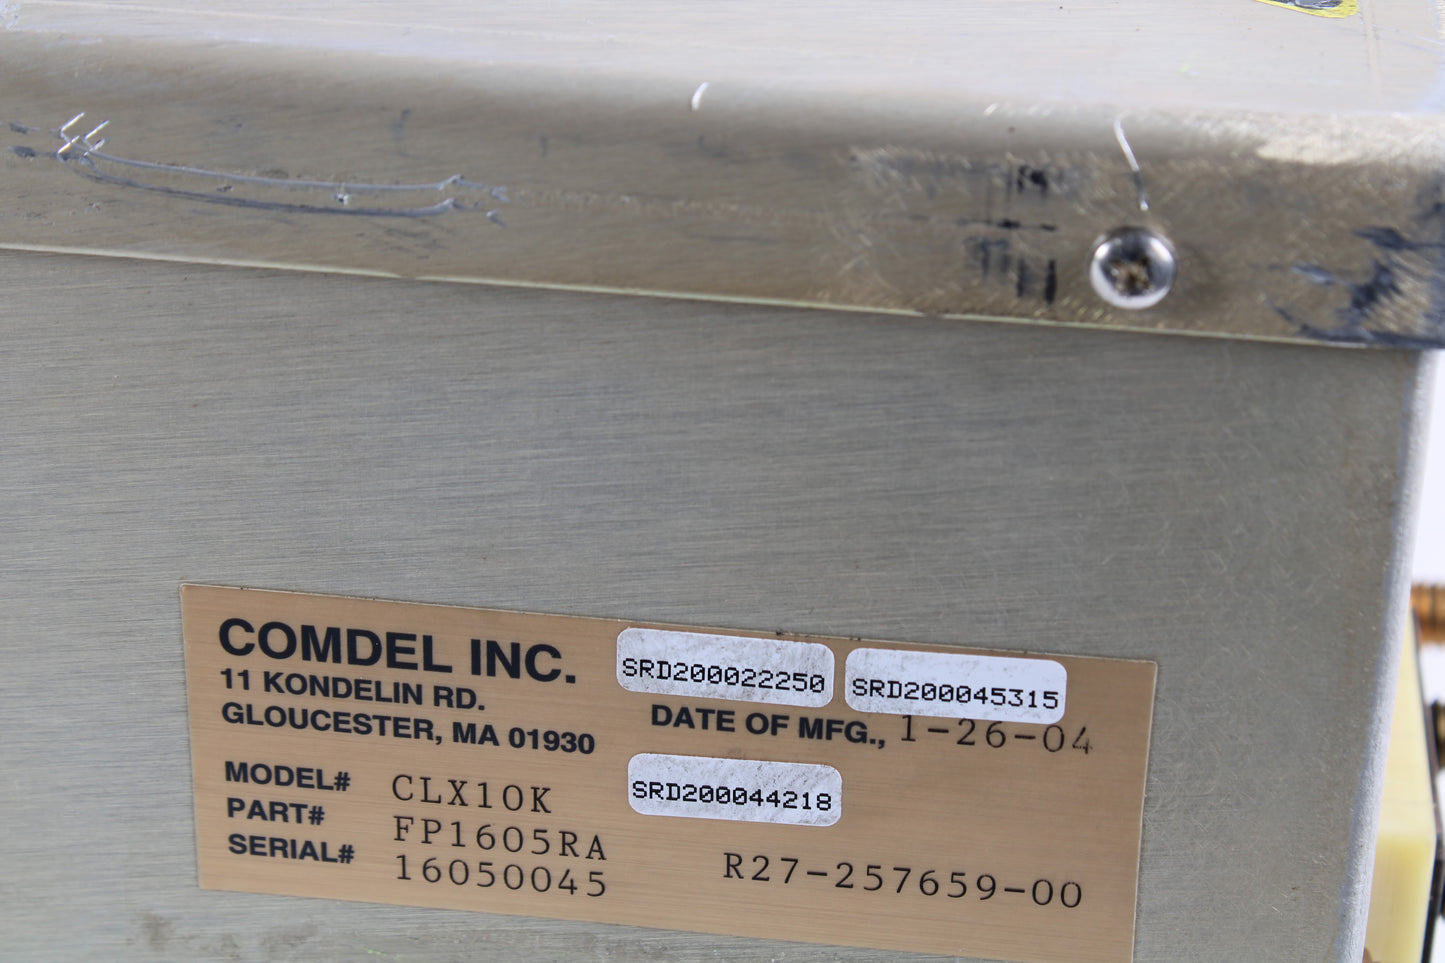 COMDEL INC.
11 KONDELIN RD.
GLOUCESTER, MA 01930
SRD200022250
SRD200045315
DATE OF MFG., 1-26-04
SRD200044218
MODEL# CLX10K
PART# FP1605RA
SERIAL# 16050045
R27-257659-00